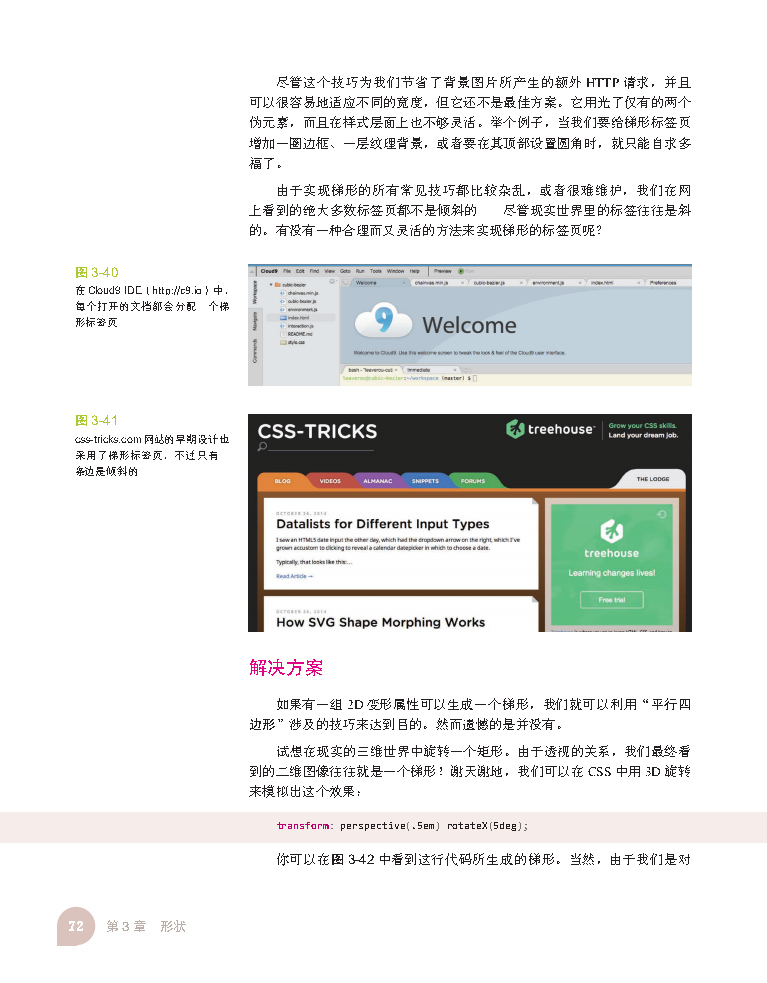 尽管这个技巧为我们节省了背景图片所产生的额外 HTTP 请求，并且
可以很容易地适应不同的宽度，但它还不是最佳方案。它用光了仅有的两个
伪元素，而且在样式层面上也不够灵活。举个例子，当我们要给梯形标签页
增加一圈边框、一层纹理背景，或者要在其顶部设置圆角时，就只能自求多
福了。
由于实现梯形的所有常见技巧都比较杂乱，或者很难维护，我们在网
上看到的绝大多数标签页都不是倾斜的　　尽管现实世界里的标签往往是斜
的。有没有一种合理而又灵活的方法来实现梯形的标签页呢？
图 3-40
在 Cloud9 IDE（http://c9.io）中，
每个打开的文档都会分配　个梯
形标签页
Cloud9 File Edit Find View Goto Run Tools Window Help Preview
Workspace
Navigate
Commands
cubic-bezier
chainvas.min.js
cubic-bezier.js
environment.js
index.html
interaction.js
README.md
style.css
Welcome chainvas.min.js cubic-bezier.js environment.js index.html Preferences
9 Welcome
Welcome to Cloud9. Use this welcome screen to tweak the look & feel of the Cloud9 user interface.
bash - "leaverou-cub Immediate
leaverou@cubic-bezier:~/workspace (master) $
图 3-41
css-tricks.com 网站的早期设计也
采用了梯形标签页，不过只有
条边是倾斜的
CSS-TRICKS
treehouse
Grow your CSS skills.
Land your dream job.
BLOG VIDEOS ALMANAC SNIPPETS FORUMS THE LODGE
OCTOBER 28, 2014
Datalists for Different Input Types
I saw an HTML5 date input the other day, which had the dropdown arrow on the right, which I've
grown accustom to clicking to reveal a calendar datepicker in which to choose a date.
Typically, that looks like this:...
Read Article →
How SVG Shape Morphing Works
treehouse
Learning changes lives!
Free trial
解决方案
如果有一组 2D 变形属性可以生成一个梯形，我们就可以利用“平行四
边形”涉及的技巧来达到目的。然而遗憾的是并没有。
试想在现实的三维世界中旋转一个矩形。由于透视的关系，我们最终看
到的二维图像往往就是一个梯形！谢天谢地，我们可以在 CSS 中用 3D 旋转
来模拟出这个效果：
transform: perspective(.5em) rotateX(5deg);
你可以在图 3-42 中看到这行代码所生成的梯形。当然，由于我们是对
72 第 3 章　形状